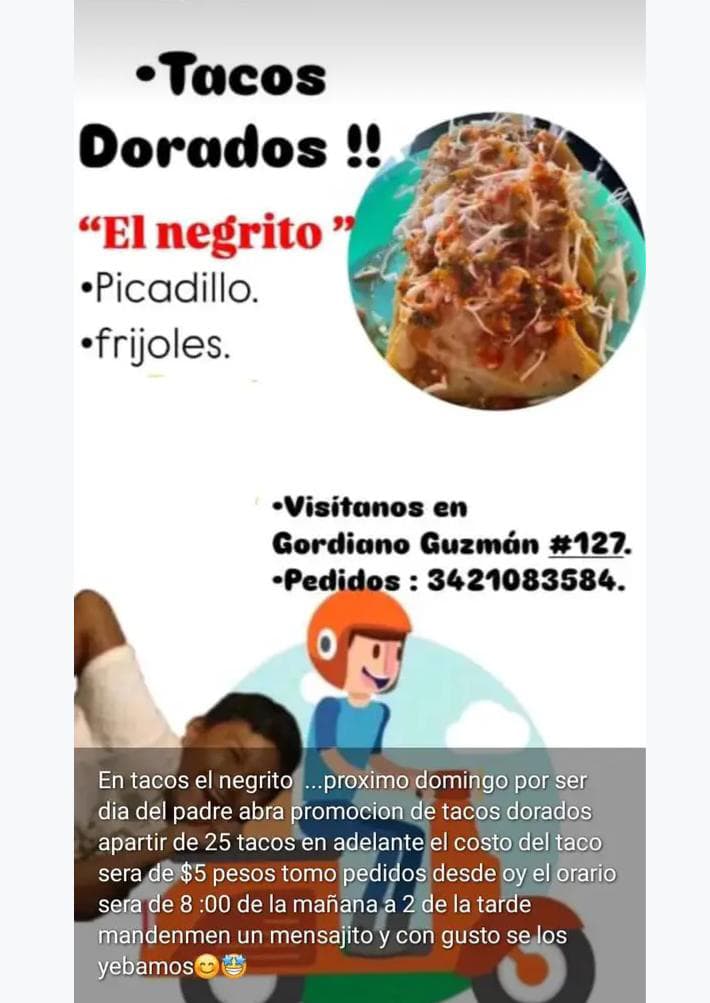 •Tacos
Dorados !!
“El negrito ”
•Picadillo.
•frijoles.
•Visítanos en
Gordiano Guzmán #127.
•Pedidos : 3421083584.
En tacos el negrito ...proximo domingo por ser
dia del padre abra promocion de tacos dorados
apartir de 25 tacos en adelante el costo del taco
sera de $5 pesos tomo pedidos desde oy el orario
sera de 8 :00 de la mañana a 2 de la tarde
mandenmen un mensajito y con gusto se los
yebamos😊🤩